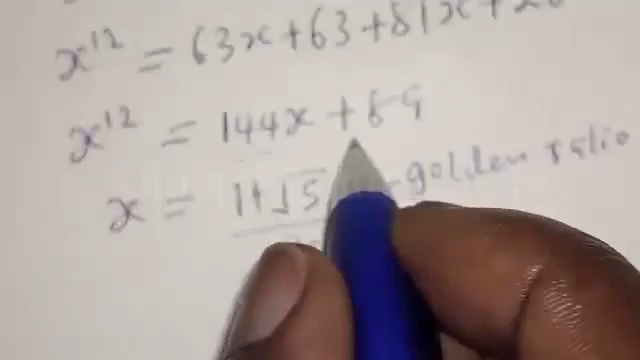 x¹² = 63x + 63 + 81x +
x¹² = 144x + 89
x = 1+√5 golden ratio